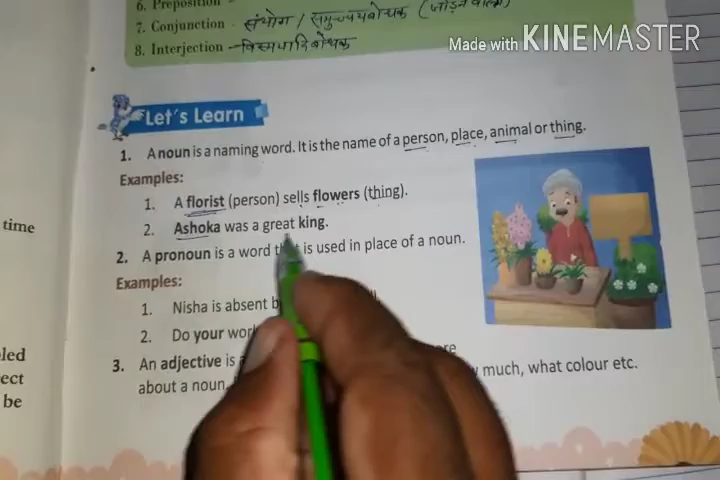 6. Preposition
7. Conjunction - संयोग / समुच्चयबोधक (जोड़ने वाला)
8. Interjection - विस्मयादिबोधक
Made with KINEMASTER
Let's Learn
1. A noun is a naming word. It is the name of a person, place, animal or thing.
Examples:
1. A florist (person) sells flowers (thing).
2. Ashoka was a great king.
2. A pronoun is a word that is used in place of a noun.
Examples:
1. Nisha is absent
2. Do your
3. An adjective is
much, what colour etc.
about a noun,
time
ect
be